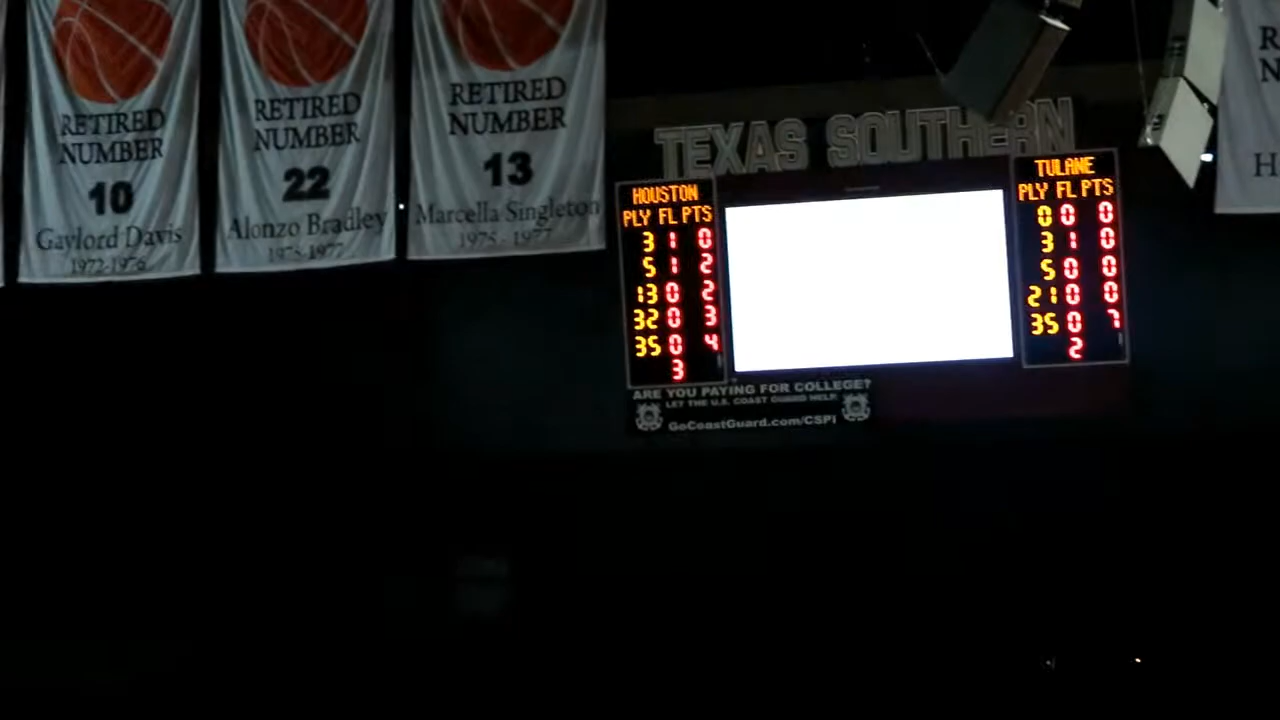 RETIRED
NUMBER
10
Gaylord Davis
1972-1976
RETIRED
NUMBER
22
Alonzo Bradley
1975-1977
RETIRED
NUMBER
13
Marcella Singleton
1975 - 1977
TEXAS SOUTHERN
HOUSTON
PLY FL PTS
3 1 0
5 1 2
13 0 2
32 0 3
35 0 4
3
TULANE
PLY FL PTS
0 0 0
3 1 0
5 0 0
21 0 0
35 0 7
2
ARE YOU PAYING FOR COLLEGE?
LET THE U.S. COAST GUARD HELP.
GoCoastGuard.com/CSPI
R
N
H